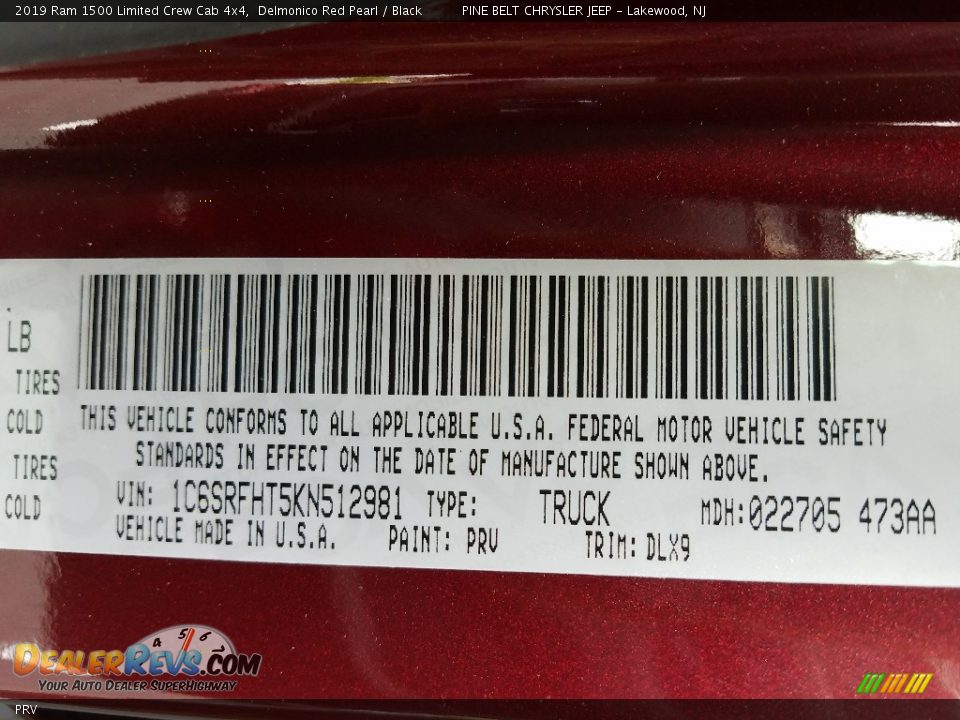 2019 Ram 1500 Limited Crew Cab 4x4, Delmonico Red Pearl / Black PINE BELT CHRYSLER JEEP - Lakewood, NJ
LB
TIRES
COLD
TIRES
COLD
THIS VEHICLE CONFORMS TO ALL APPLICABLE U.S.A. FEDERAL MOTOR VEHICLE SAFETY
STANDARDS IN EFFECT ON THE DATE OF MANUFACTURE SHOWN ABOVE.
VIN: 1C6SRFHT5KN512981 TYPE: TRUCK MDH:022705 473AA
VEHICLE MADE IN U.S.A. PAINT: PRV TRIM: DLX9
4 5 6
DEALERREVS.COM
YOUR AUTO DEALER SUPERHIGHWAY
PRV